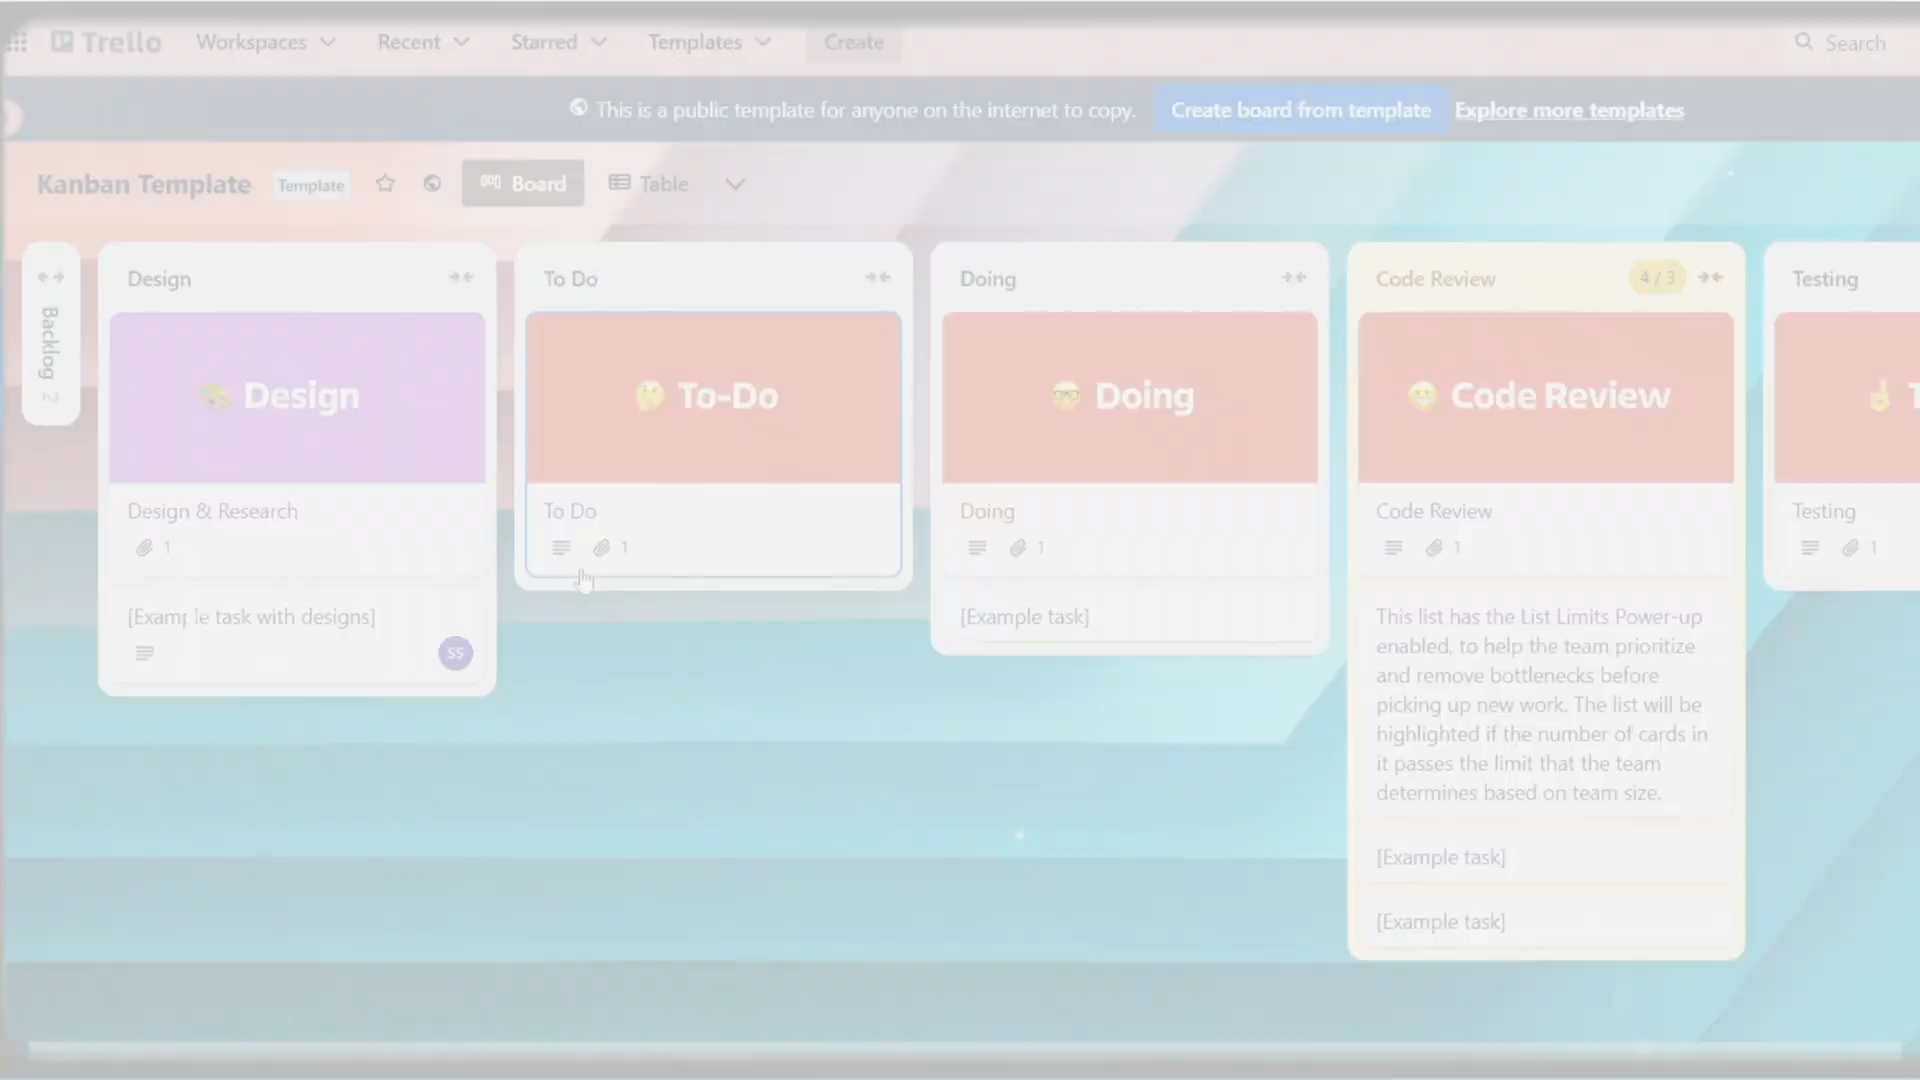 Trello Workspaces Recent Starred Templates Create Search
This is a public template for anyone on the internet to copy. Create board from template Explore more templates
Kanban Template Template Board Table
Backlog 2
Design
Design
Design & Research
1
[Example task with designs]
SS
To Do
To-Do
To Do
1
Doing
Doing
Doing
1
[Example task]
Code Review 4 / 3
Code Review
Code Review
1
This list has the List Limits Power-up
enabled, to help the team prioritize
and remove bottlenecks before
picking up new work. The list will be
highlighted if the number of cards in
it passes the limit that the team
determines based on team size.
[Example task]
[Example task]
Testing
T
Testing
1